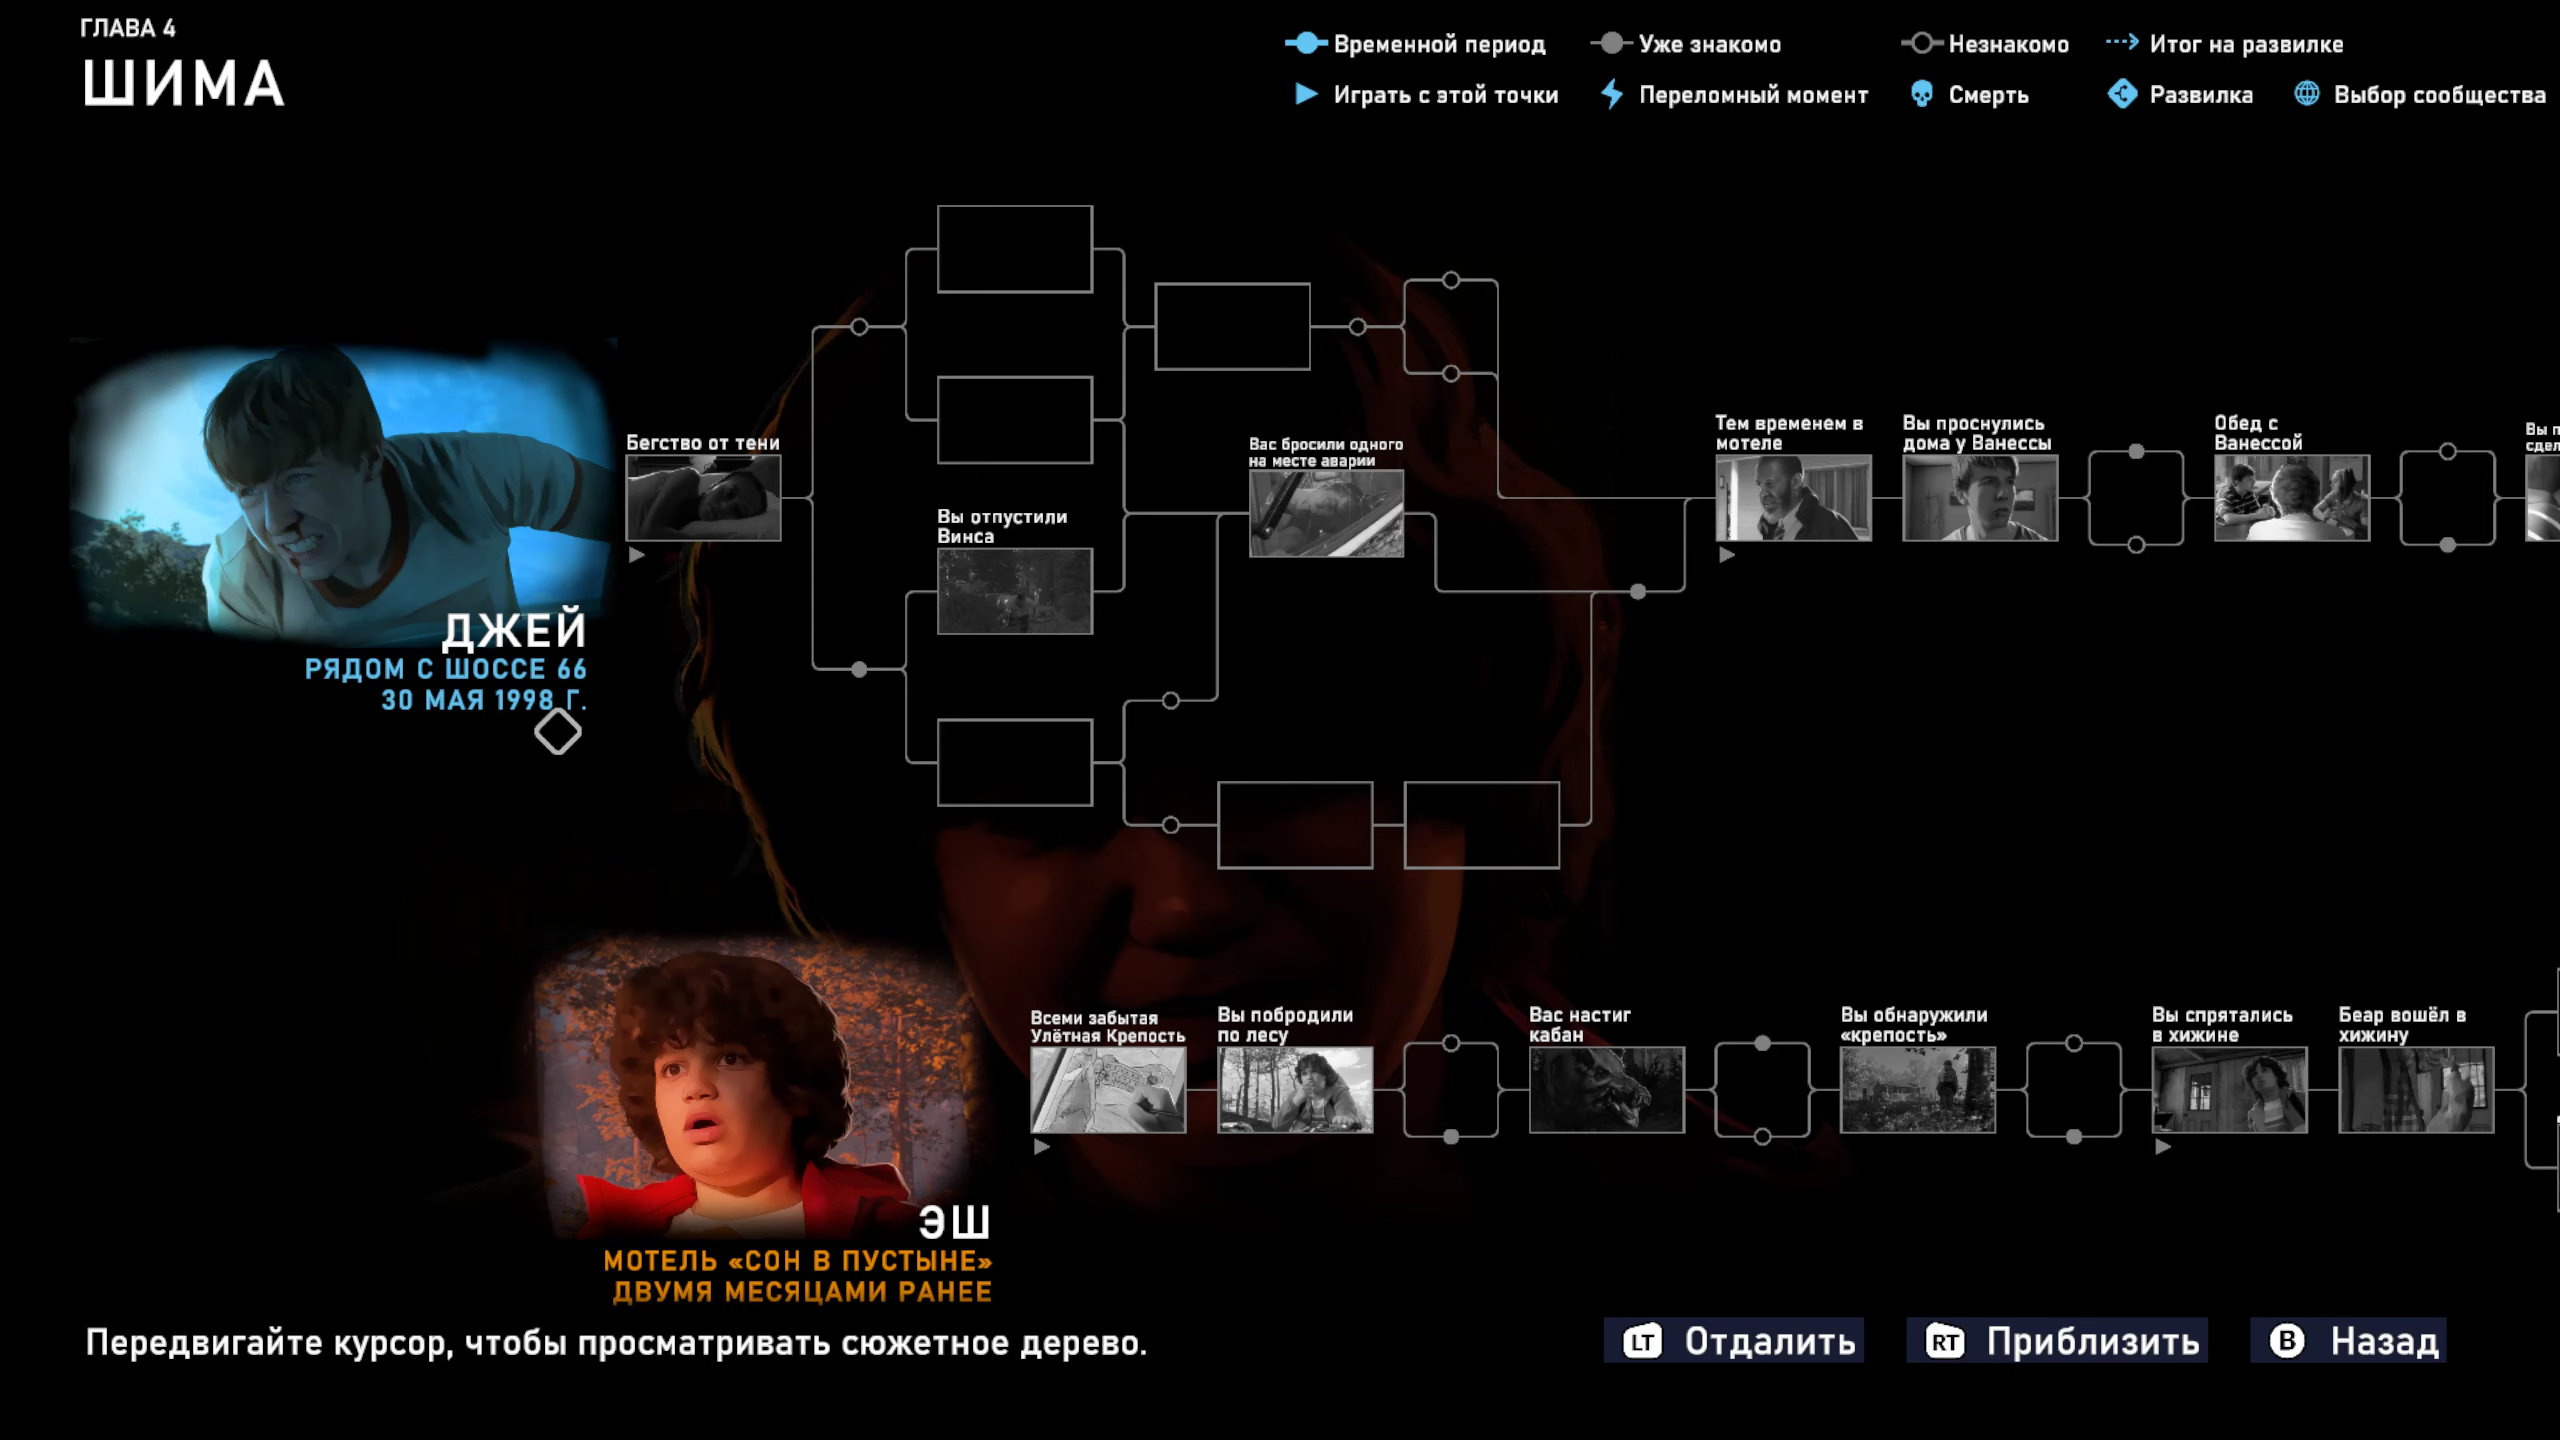 ГЛАВА 4
ШИМА
Временной период
Уже знакомо
Незнакомо
Итог на развилке
Играть с этой точки
Переломный момент
Смерть
Развилка
Выбор сообщества
Бегство от тени
Вы отпустили
Винса
Вас бросили одного
на месте аварии
Тем временем в
мотеле
Вы проснулись
дома у Ванессы
Обед с
Ванессой
ДЖЕЙ
РЯДОМ С ШОССЕ 66
30 МАЯ 1998 Г.
Всеми забытая
Улётная Крепость
Вы побродили
по лесу
Вас настиг
кабан
Вы обнаружили
«крепость»
Вы спрятались
в хижине
Беар вошёл в
хижину
ЭШ
МОТЕЛЬ «СОН В ПУСТЫНЕ»
ДВУМЯ МЕСЯЦАМИ РАНЕЕ
Передвигайте курсор, чтобы просматривать сюжетное дерево.
LT Отдалить
RT Приблизить
B Назад